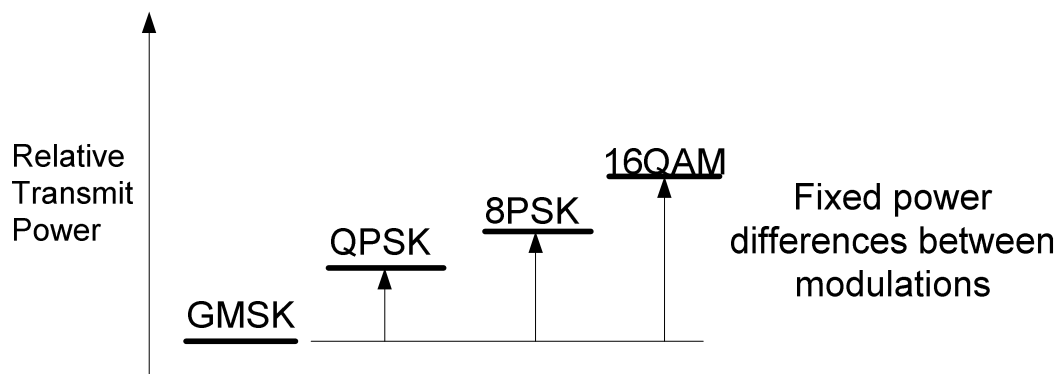 Relative
Transmit
Power
GMSK
QPSK
8PSK
16QAM
Fixed power
differences between
modulations